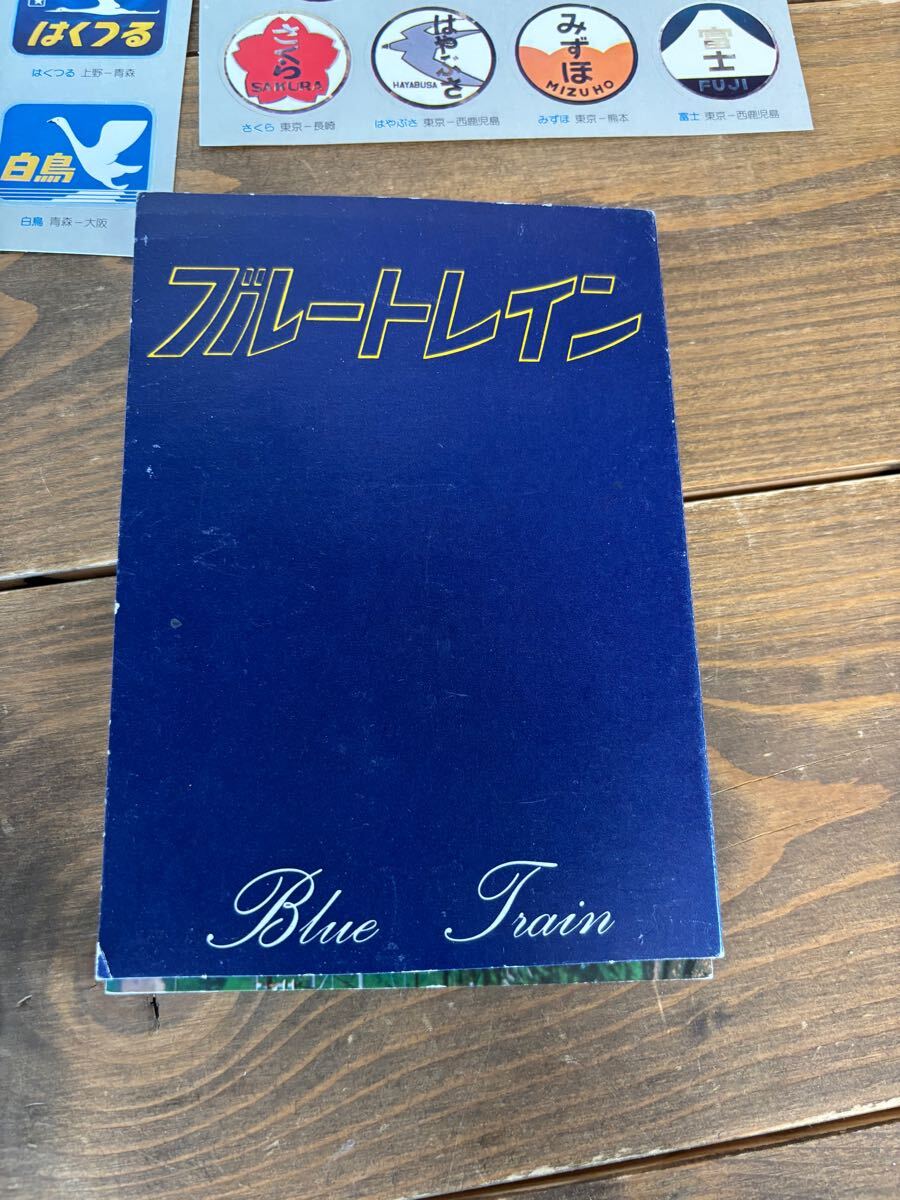 はくつる
はくつる 上野－青森
白鳥
白鳥 青森－大阪
さくら
SAKURA
さくら 東京－長崎
はやぶさ
HAYABUSA
はやぶさ 東京－西鹿児島
みずほ
MIZUHO
みずほ 東京－熊本
富士
FUJI
富士 東京－西鹿児島
ブルートレイン
Blue Train